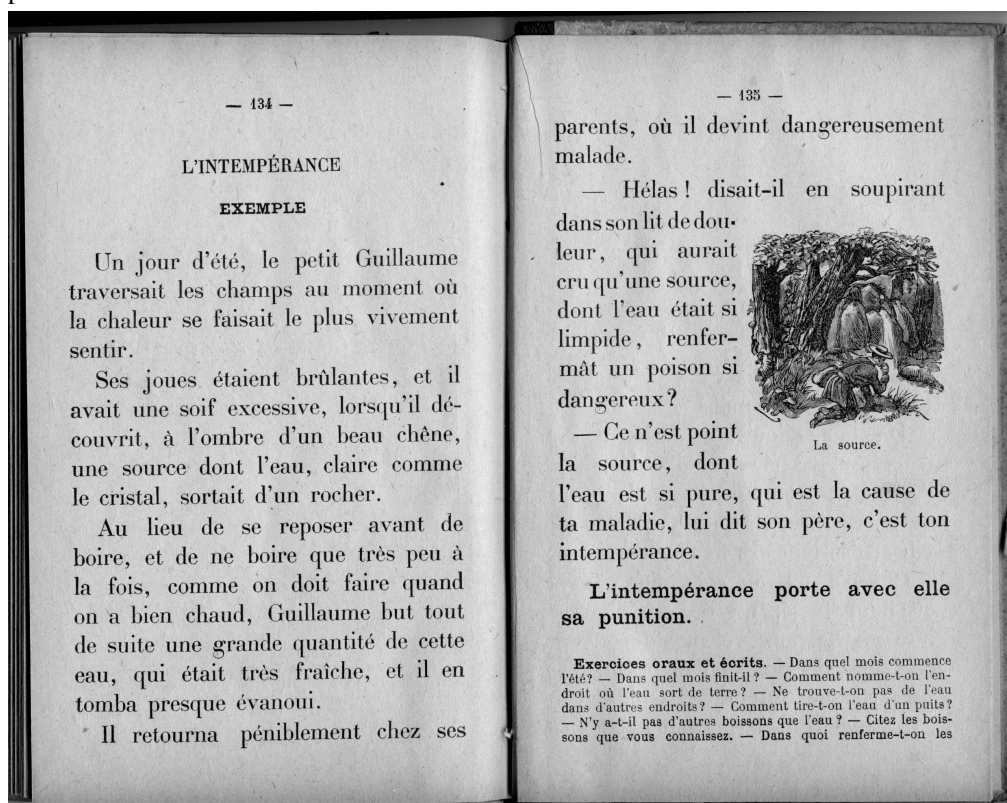 — 134 —
L'INTEMPÉRANCE
EXEMPLE
Un jour d'été, le petit Guillaume
traversait les champs au moment où
la chaleur se faisait le plus vivement
sentir.
Ses joues étaient brûlantes, et il
avait une soif excessive, lorsqu'il dé-
couvrit, à l'ombre d'un beau chêne,
une source dont l'eau, claire comme
le cristal, sortait d'un rocher.
Au lieu de se reposer avant de
boire, et de ne boire que très peu à
la fois, comme on doit faire quand
on a bien chaud, Guillaume but tout
de suite une grande quantité de cette
eau, qui était très fraîche, et il en
tomba presque évanoui.
Il retourna péniblement chez ses
— 135 —
parents, où il devint dangereusement
malade.
— Hélas ! disait-il en soupirant
dans son lit de dou-
leur, qui aurait
cru qu'une source,
dont l'eau était si
limpide, renfer-
mât un poison si
dangereux ?
— Ce n'est point
la source, dont
l'eau est si pure, qui est la cause de
ta maladie, lui dit son père, c'est ton
intempérance.
La source.
L'intempérance porte avec elle
sa punition.
Exercices oraux et écrits. — Dans quel mois commence
l'été? — Dans quel mois finit-il ? — Comment nomme-t-on l'en-
droit où l'eau sort de terre ? — Ne trouve-t-on pas de l'eau
dans d'autres endroits ? — Comment tire-t-on l'eau d'un puits ?
— N'y a-t-il pas d'autres boissons que l'eau ? — Citez les bois-
sons que vous connaissez. — Dans quoi renferme-t-on les